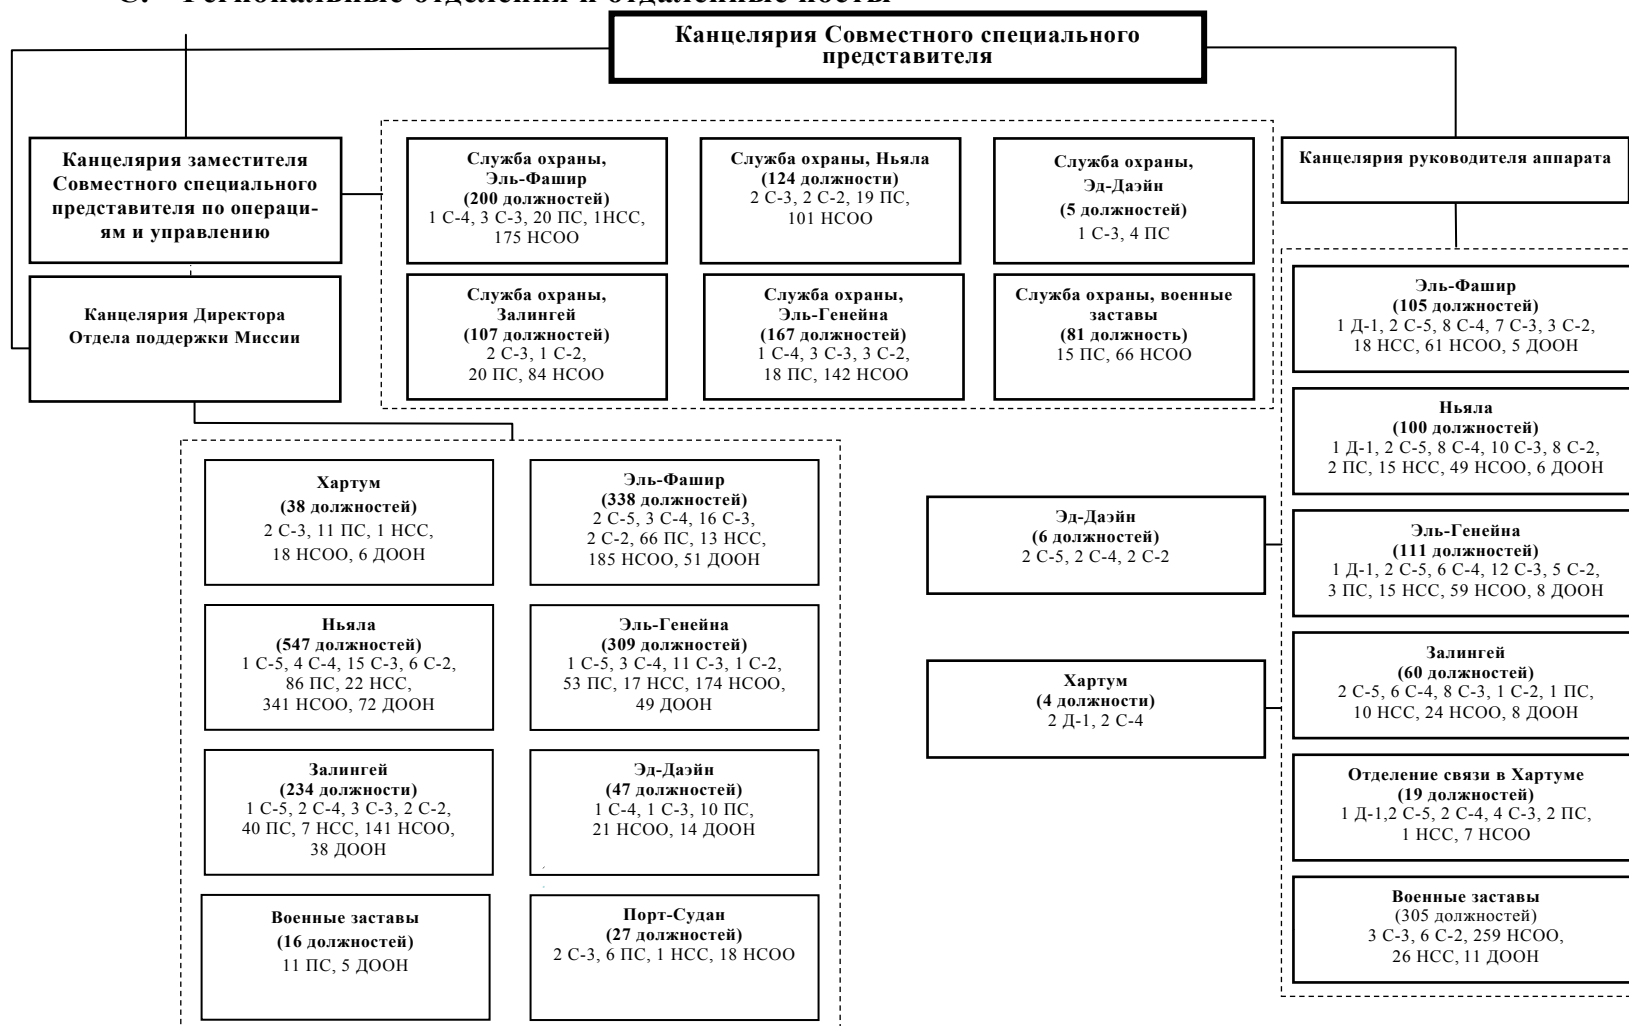 C. Региональные отделения и отдаленные посты
Канцелярия Совместного специального
представителя
Канцелярия заместителя
Совместного специального
представителя по операци-
ям и управлению
Канцелярия Директора
Отдела поддержки Миссии
Служба охраны,
Эль-Фашир
(200 должностей)
1 С-4, 3 С-3, 20 ПС, 1НСС,
175 НСОО
Служба охраны, Ньяла
(124 должности)
2 С-3, 2 С-2, 19 ПС,
101 НСОО
Служба охраны,
Эд-Даэйн
(5 должностей)
1 С-3, 4 ПС
Служба охраны,
Залингей
(107 должностей)
2 С-3, 1 С-2,
20 ПС, 84 НСОО
Служба охраны,
Эль-Генейна
(167 должностей)
1 С-4, 3 С-3, 3 С-2,
18 ПС, 142 НСОО
Служба охраны, военные
заставы
(81 должность)
15 ПС, 66 НСОО
Канцелярия руководителя аппарата
Эль-Фашир
(105 должностей)
1 Д-1, 2 С-5, 8 С-4, 7 С-3, 3 С-2,
18 НСС, 61 НСОО, 5 ДООН
Ньяла
(100 должностей)
1 Д-1, 2 С-5, 8 С-4, 10 С-3, 8 С-2,
2 ПС, 15 НСС, 49 НСОО, 6 ДООН
Эль-Генейна
(111 должностей)
1 Д-1, 2 С-5, 6 С-4, 12 С-3, 5 С-2,
3 ПС, 15 НСС, 59 НСОО, 8 ДООН
Залингей
(60 должностей)
2 С-5, 6 С-4, 8 С-3, 1 С-2, 1 ПС,
10 НСС, 24 НСОО, 8 ДООН
Отделение связи в Хартуме
(19 должностей)
1 Д-1,2 С-5, 2 С-4, 4 С-3, 2 ПС,
1 НСС, 7 НСОО
Военные заставы
(305 должностей)
3 С-3, 6 С-2, 259 НСОО,
26 НСС, 11 ДООН
Эд-Даэйн
(6 должностей)
2 С-5, 2 С-4, 2 С-2
Хартум
(4 должности)
2 Д-1, 2 С-4
Хартум
(38 должностей)
2 С-3, 11 ПС, 1 НСС,
18 НСОО, 6 ДООН
Эль-Фашир
(338 должностей)
2 С-5, 3 С-4, 16 С-3,
2 С-2, 66 ПС, 13 НСС,
185 НСОО, 51 ДООН
Ньяла
(547 должностей)
1 С-5, 4 С-4, 15 С-3, 6 С-2,
86 ПС, 22 НСС,
341 НСОО, 72 ДООН
Эль-Генейна
(309 должностей)
1 С-5, 3 С-4, 11 С-3, 1 С-2,
53 ПС, 17 НСС, 174 НСОО,
49 ДООН
Залингей
(234 должности)
1 С-5, 2 С-4, 3 С-3, 2 С-2,
40 ПС, 7 НСС, 141 НСОО,
38 ДООН
Эд-Даэйн
(47 должностей)
1 С-4, 1 С-3, 10 ПС,
21 НСОО, 14 ДООН
Военные заставы
(16 должностей)
11 ПС, 5 ДООН
Порт-Судан
(27 должностей)
2 С-3, 6 ПС, 1 НСС, 18 НСОО